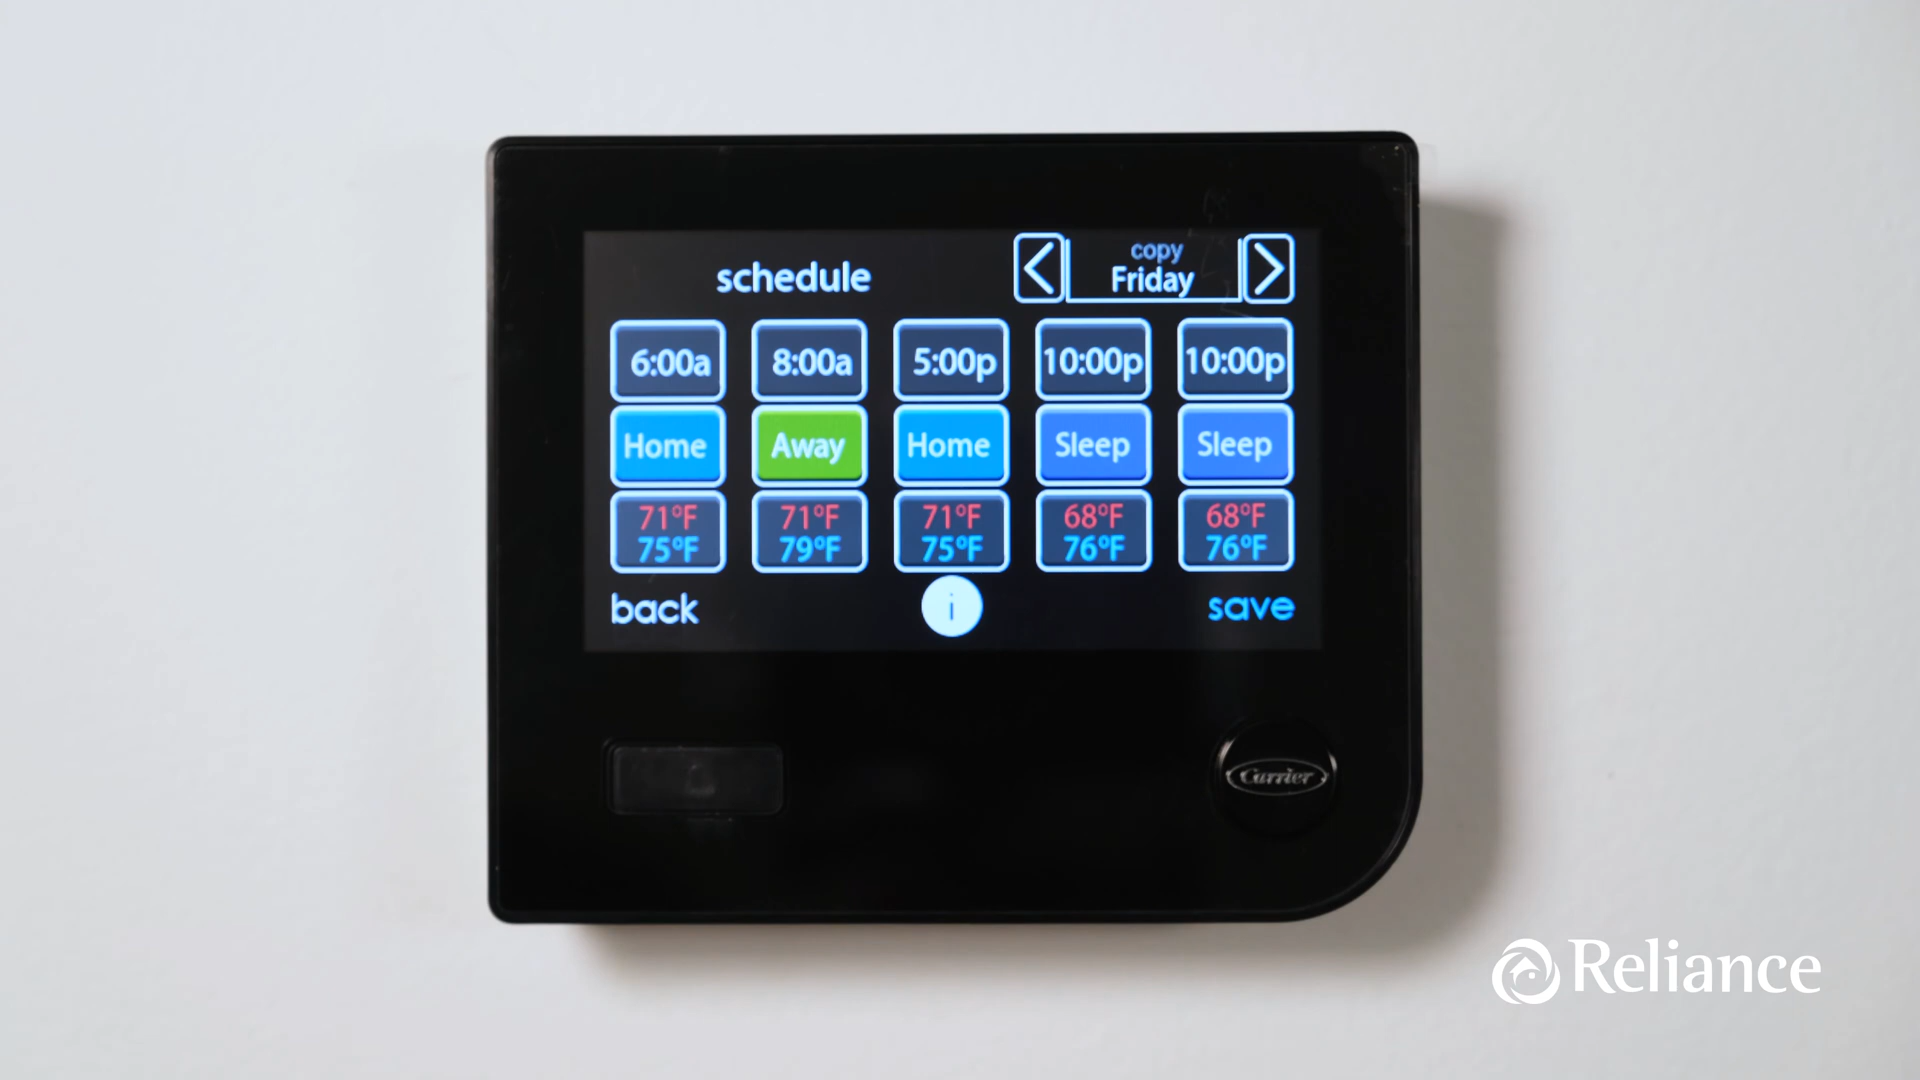 schedule
copy
Friday
6:00a 8:00a 5:00p 10:00p 10:00p
Home Away Home Sleep Sleep
71°F 71°F 71°F 68°F 68°F
75°F 79°F 75°F 76°F 76°F
back i save
Carrier
Reliance